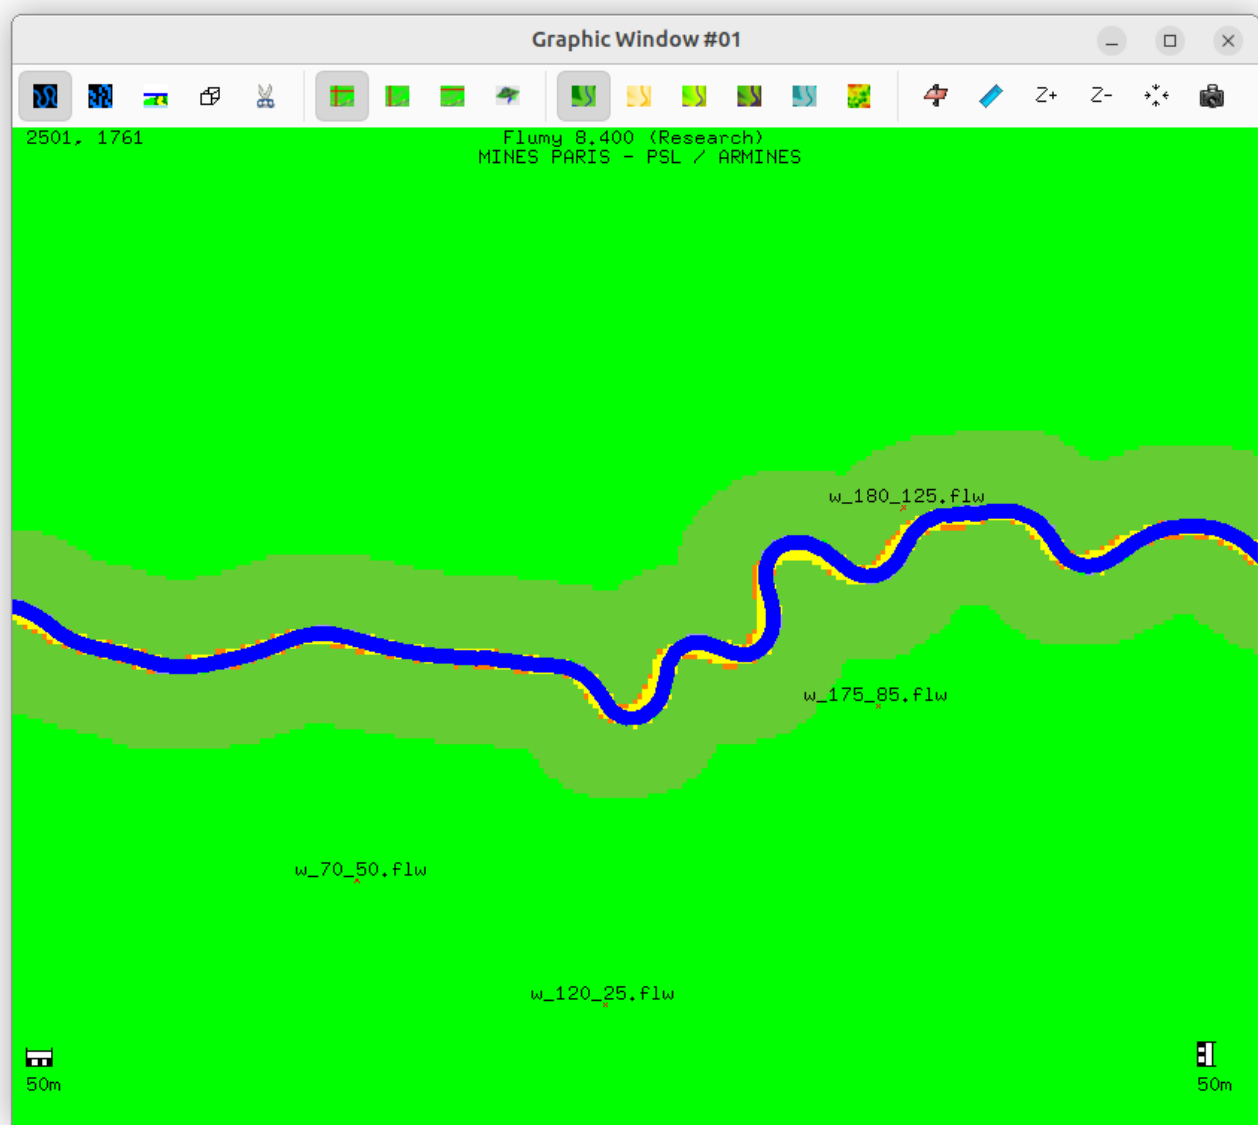 Graphic Window #01
Z+ Z-
2501, 1761
Flumy 8.400 (Research)
MINES PARIS - PSL / ARMINES
w_180_125.flw
w_175_85.flw
w_70_50.flw
w_120_25.flw
50m
50m